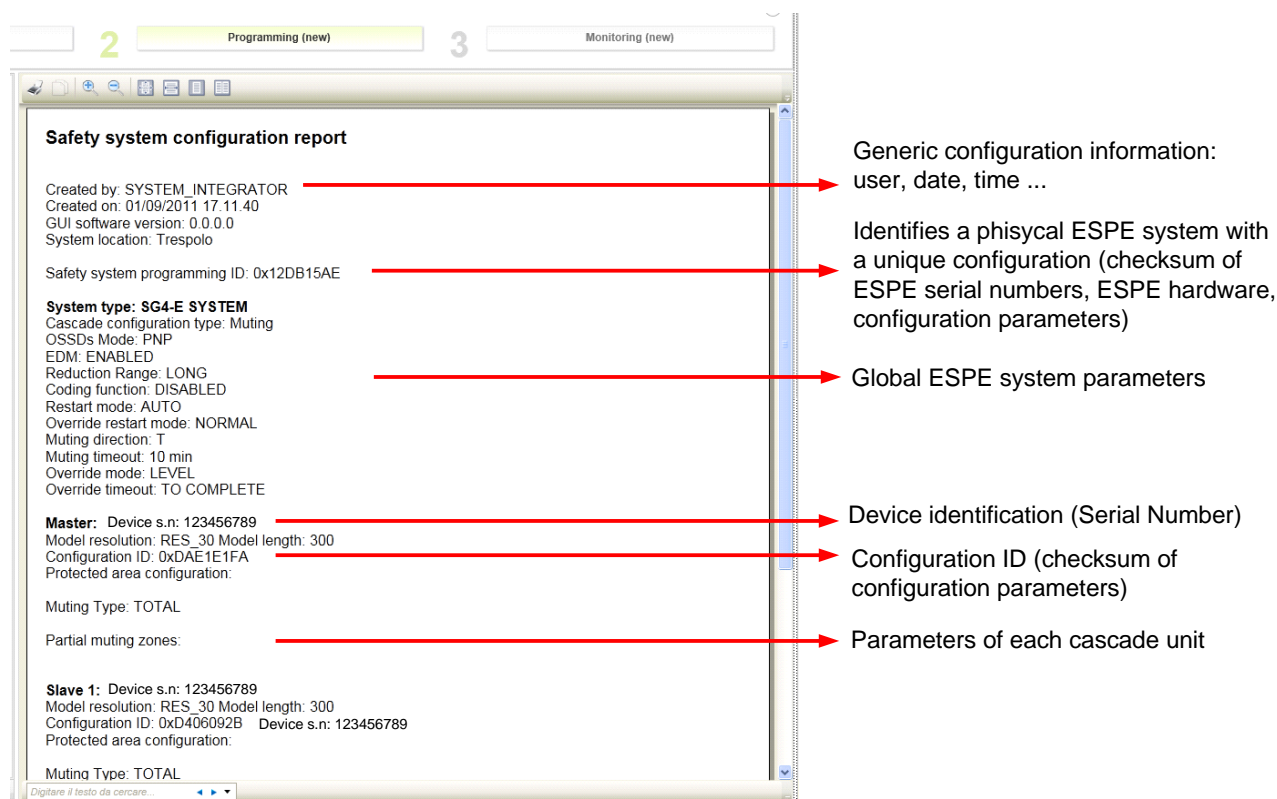 2
Programming (new)
3
Monitoring (new)
Safety system configuration report
Created by: SYSTEM_INTEGRATOR
Created on: 01/09/2011 17.11.40
GUI software version: 0.0.0.0
System location: Trespolo
Safety system programming ID: 0x12DB15AE
System type: SG4-E SYSTEM
Cascade configuration type: Muting
OSSDs Mode: PNP
EDM: ENABLED
Reduction Range: LONG
Coding function: DISABLED
Restart mode: AUTO
Override restart mode: NORMAL
Muting direction: T
Muting timeout: 10 min
Override mode: LEVEL
Override timeout: TO COMPLETE
Master: Device s.n: 123456789
Model resolution: RES_30 Model length: 300
Configuration ID: 0xDAE1E1FA
Protected area configuration:
Muting Type: TOTAL
Partial muting zones:
Slave 1: Device s.n: 123456789
Model resolution: RES_30 Model length: 300
Configuration ID: 0xD406092B Device s.n: 123456789
Protected area configuration:
Muting Type: TOTAL
Digitare il testo da cercare...
Generic configuration information:
user, date, time ...
Identifies a phisycal ESPE system with
a unique configuration (checksum of
ESPE serial numbers, ESPE hardware,
configuration parameters)
Global ESPE system parameters
Device identification (Serial Number)
Configuration ID (checksum of
configuration parameters)
Parameters of each cascade unit